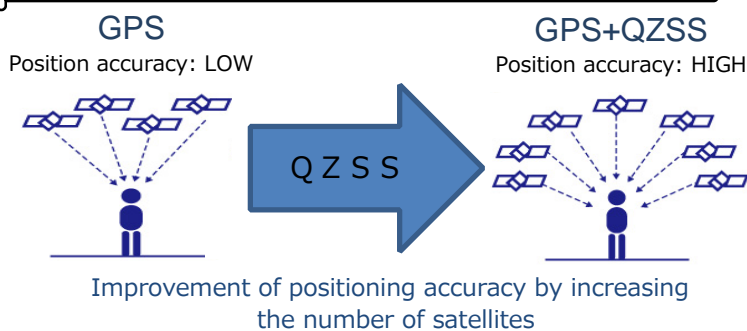 GPS
Position accuracy: LOW
QZSS
GPS+QZSS
Position accuracy: HIGH
Improvement of positioning accuracy by increasing
the number of satellites